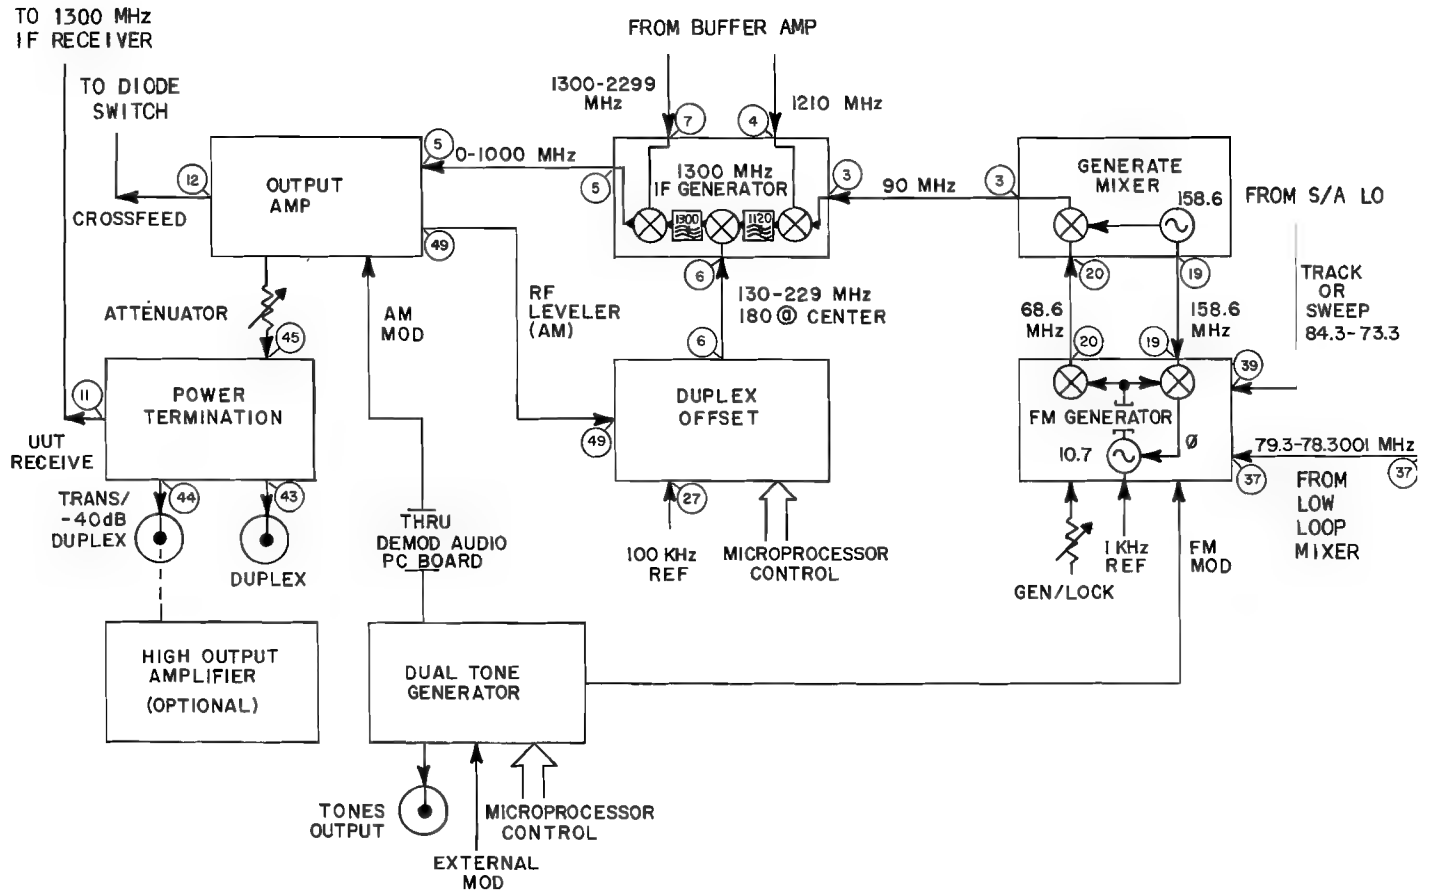 TO 1300 MHz
IF RECEIVER
TO DIODE
SWITCH
FROM BUFFER AMP
1300-2299
MHz
1210 MHz
7
4
5
0-1000 MHz
5
12
OUTPUT
AMP
CROSSFEED
49
1300 MHz
IF GENERATOR
1300
1120
3
90 MHz
3
GENERATE
MIXER
158.6
FROM S/A LO
6
20
19
130-229 MHz
180 @ CENTER
RF
LEVELER
(AM)
AM
MOD
ATTENUATOR
45
68.6
MHz
158.6
MHz
TRACK
OR
SWEEP
84.3-73.3
6
20
19
39
11
POWER
TERMINATION
DUPLEX
OFFSET
49
FM GENERATOR
10.7
Ø
79.3-78.3001 MHz
37
37
FROM
LOW
LOOP
MIXER
UUT
RECEIVE
TRANS/
-40dB
DUPLEX
44
43
DUPLEX
27
100 KHz
REF
MICROPROCESSOR
CONTROL
THRU
DEMOD AUDIO
PC BOARD
GEN/LOCK
1 KHz
REF
FM
MOD
HIGH OUTPUT
AMPLIFIER
(OPTIONAL)
DUAL TONE
GENERATOR
TONES
OUTPUT
MICROPROCESSOR
CONTROL
EXTERNAL
MOD